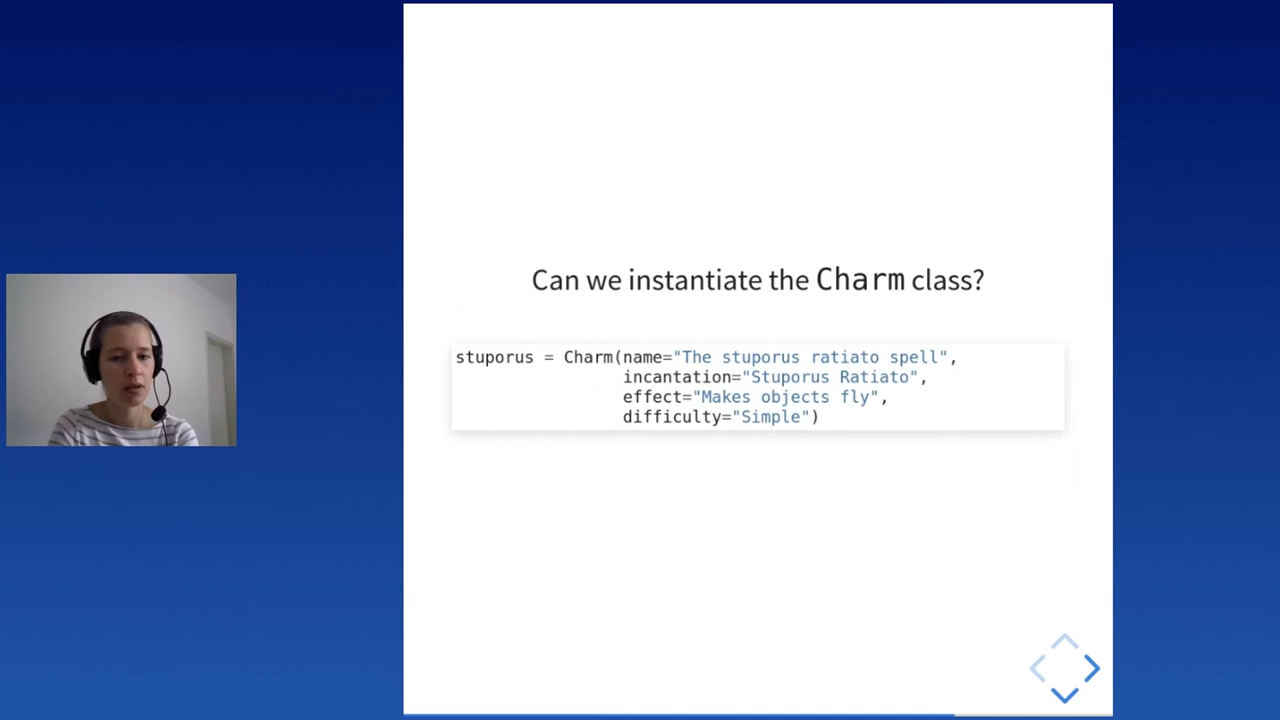 Can we instantiate the Charm class?
stuporus = Charm(name="The stuporus ratiato spell",
incantation="Stuporus Ratiato",
effect="Makes objects fly",
difficulty="Simple")